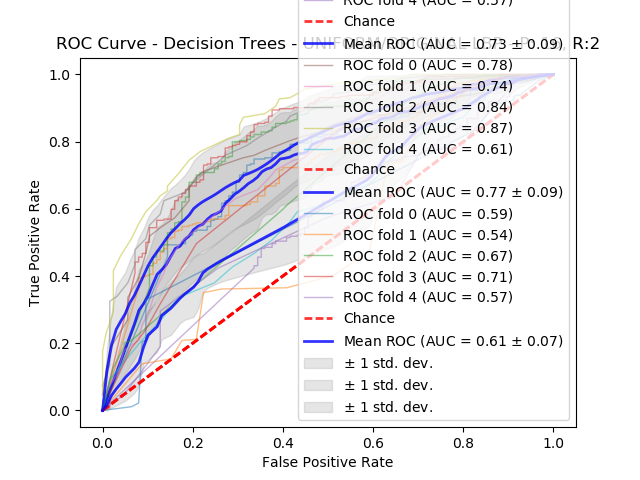 ROC fold 4 (AUC = 0.57)
Chance
ROC Curve - Decision Trees - R:2
Mean ROC (AUC = 0.73 ± 0.09)
ROC fold 0 (AUC = 0.78)
ROC fold 1 (AUC = 0.74)
ROC fold 2 (AUC = 0.84)
ROC fold 3 (AUC = 0.87)
ROC fold 4 (AUC = 0.61)
Chance
Mean ROC (AUC = 0.77 ± 0.09)
ROC fold 0 (AUC = 0.59)
ROC fold 1 (AUC = 0.54)
ROC fold 2 (AUC = 0.67)
ROC fold 3 (AUC = 0.71)
ROC fold 4 (AUC = 0.57)
Chance
Mean ROC (AUC = 0.61 ± 0.07)
± 1 std. dev.
± 1 std. dev.
± 1 std. dev.
True Positive Rate
1.0
0.8
0.6
0.4
0.2
0.0
0.0 0.2 0.4 0.6 0.8 1.0
False Positive Rate